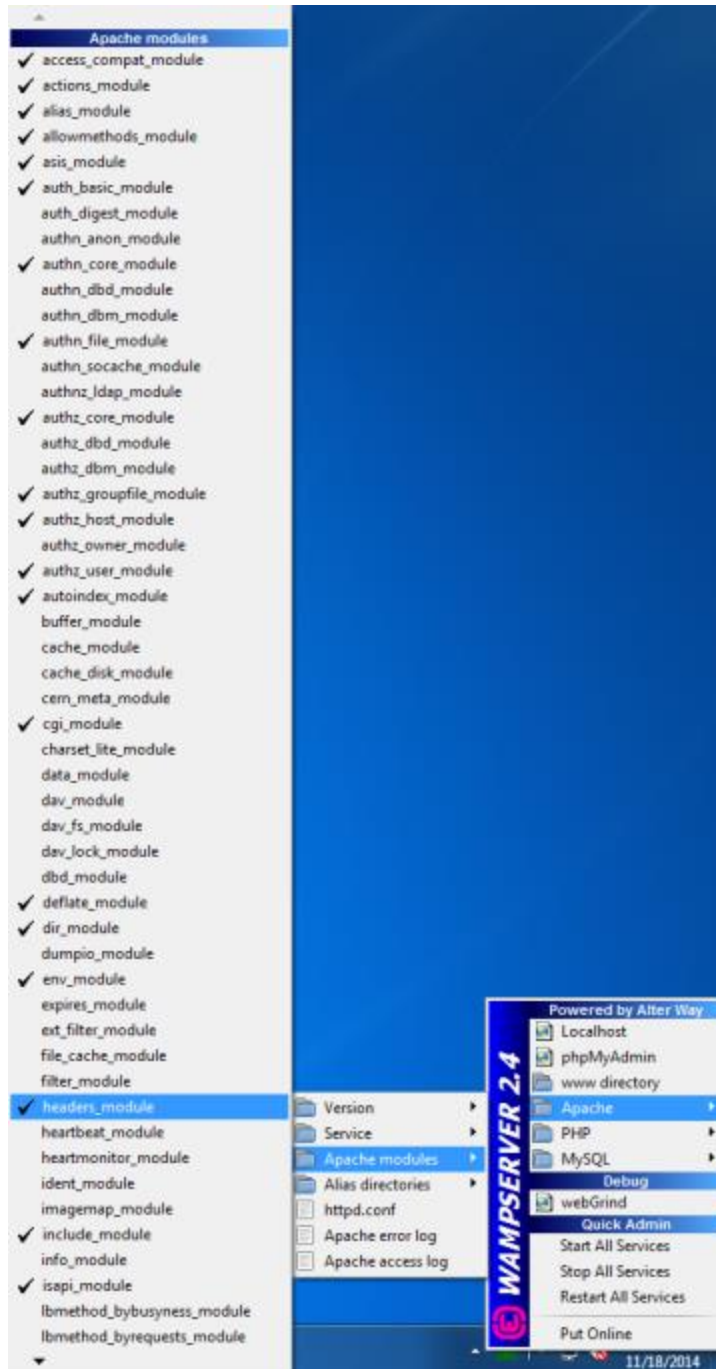 Apache modules
access_compat_module
actions_module
alias_module
allowmethods_module
asis_module
auth_basic_module
auth_digest_module
authn_anon_module
authn_core_module
authn_dbd_module
authn_dbm_module
authn_file_module
authn_socache_module
authnz_ldap_module
authz_core_module
authz_dbd_module
authz_dbm_module
authz_groupfile_module
authz_host_module
authz_owner_module
authz_user_module
autoindex_module
buffer_module
cache_module
cache_disk_module
cern_meta_module
cgi_module
charset_lite_module
data_module
dav_module
dav_fs_module
dav_lock_module
dbd_module
deflate_module
dir_module
dumpio_module
env_module
expires_module
ext_filter_module
file_cache_module
filter_module
headers_module
heartbeat_module
heartmonitor_module
ident_module
imagemap_module
include_module
info_module
isapi_module
lbmethod_bybusyness_module
lbmethod_byrequests_module
Version
Service
Apache modules
Alias directories
httpd.conf
Apache error log
Apache access log
WAMPSERVER 2.4
Powered by Alter Way
Localhost
phpMyAdmin
www directory
Apache
PHP
MySQL
Debug
webGrind
Quick Admin
Start All Services
Stop All Services
Restart All Services
Put Online
11/18/2014